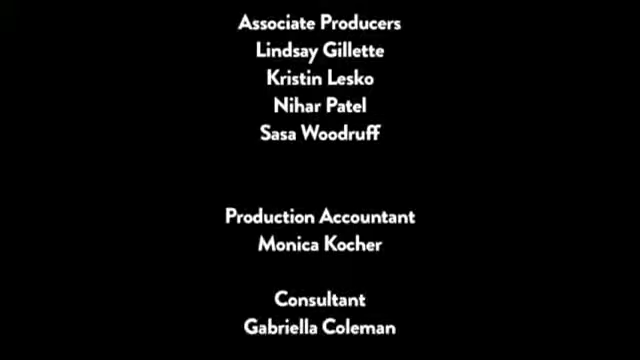 Associate Producers
Lindsay Gillette
Kristin Lesko
Nihar Patel
Sasa Woodruff
Production Accountant
Monica Kocher
Consultant
Gabriella Coleman